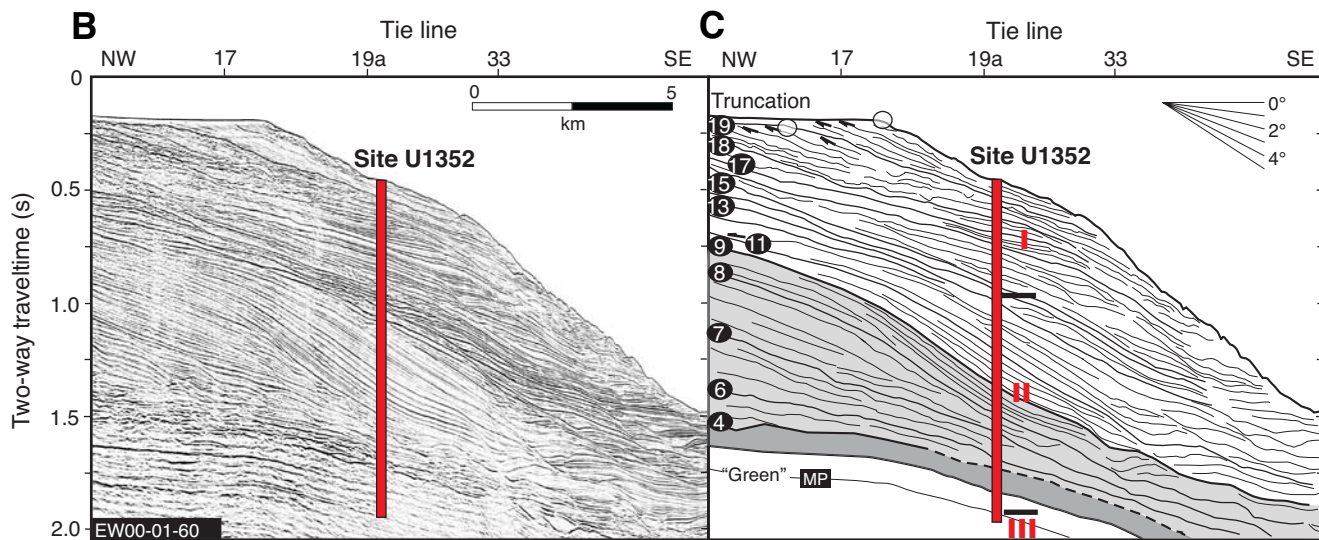 B
Tie line
NW 17 19a 33 SE
0
0.5
1.0
1.5
2.0
Two-way traveltime (s)
0 5
km
Site U1352
EW00-01-60
C
Tie line
NW 17 19a 33 SE
Truncation
0°
2°
4°
19
18
17
15
13
11
9
8
7
6
4
Site U1352
I
II
III
“Green” MP